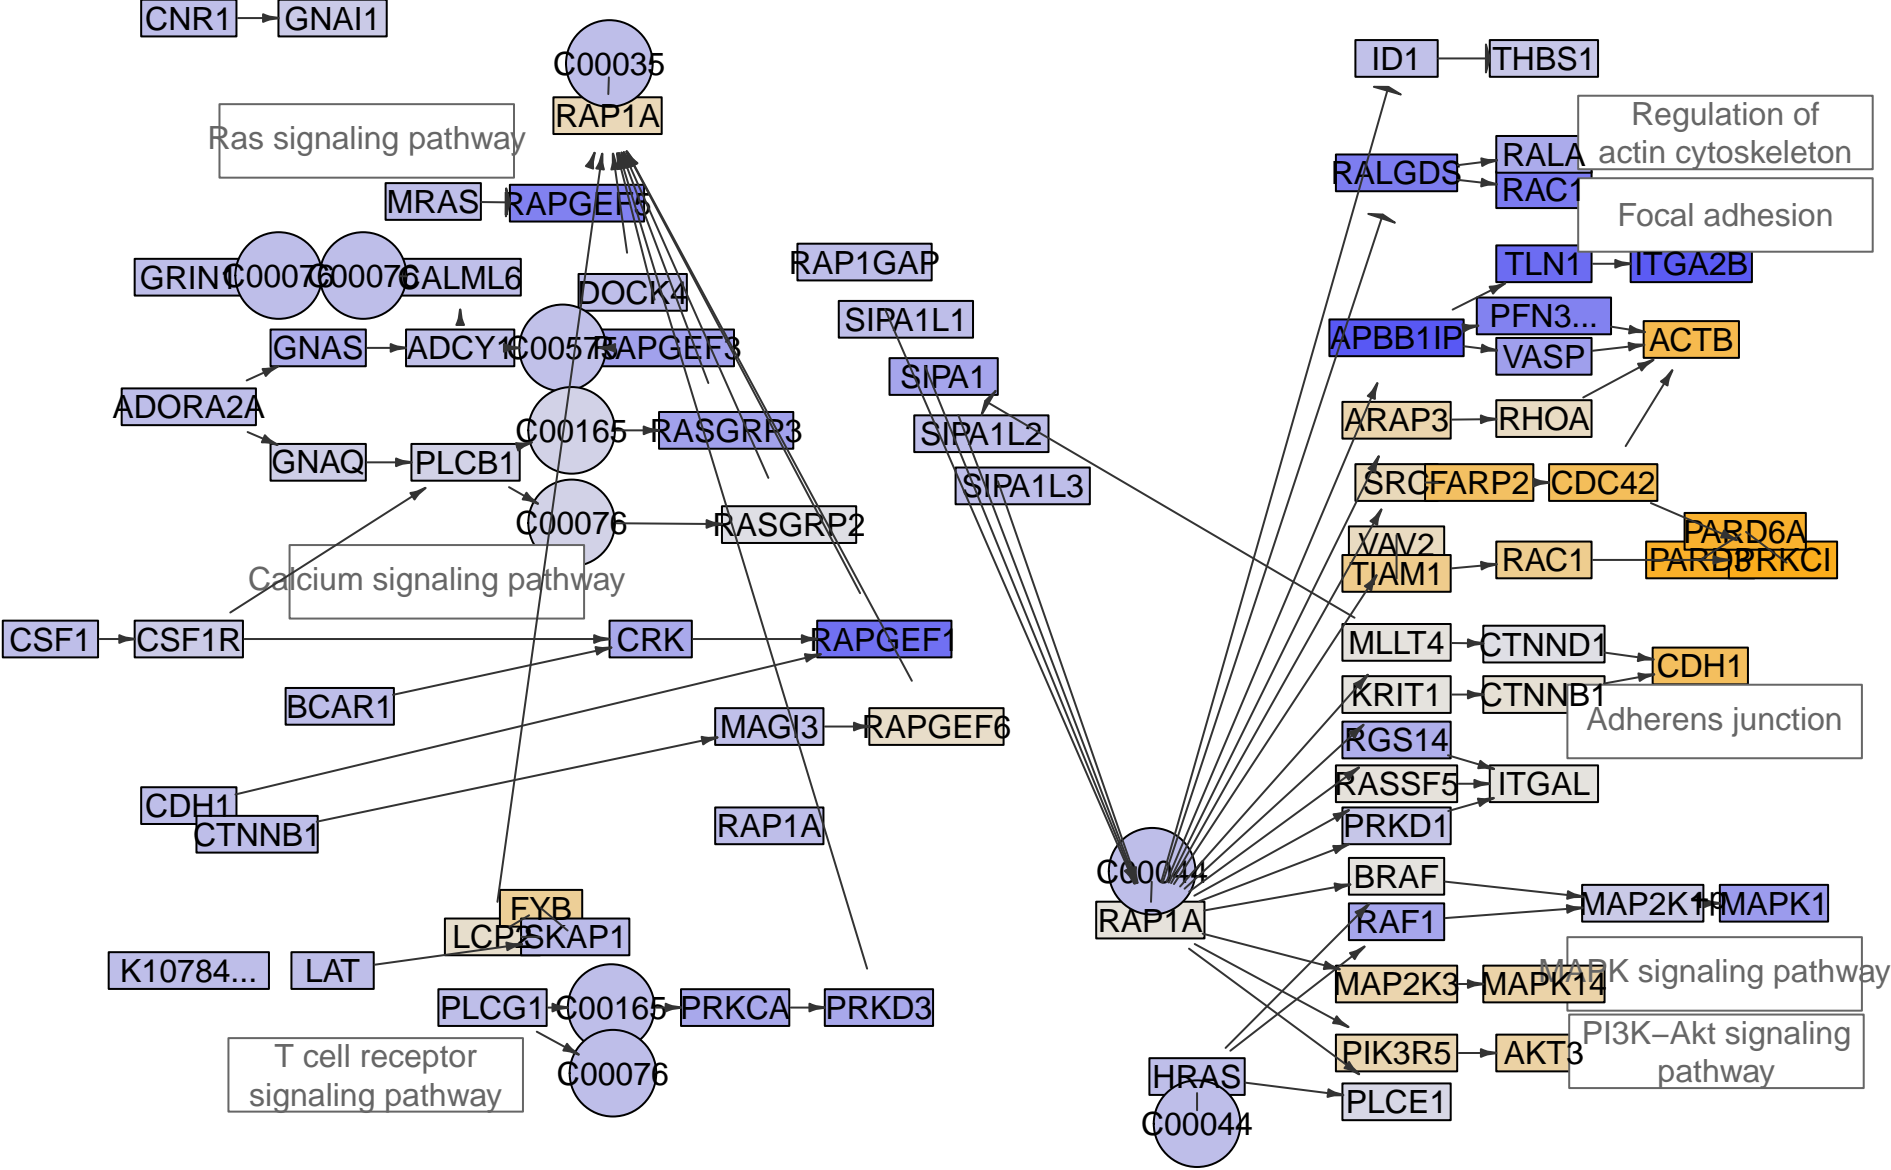 CNR1
GNAI1
C00035
RAP1A
Ras signaling pathway
MRAS
RAPGEF5
GRIN1
C00076
C00076
CALML6
DOCK4
GNAS
ADCY1
C00575
RAPGEF3
ADORA2A
GNAQ
PLCB1
C00165
RASGRP3
C00076
RASGRP2
Calcium signaling pathway
CSF1
CSF1R
CRK
RAPGEF1
BCAR1
MAGI3
RAPGEF6
CDH1
CTNNB1
RAP1A
FYB
LCP2
SKAP1
K10784...
LAT
PLCG1
C00165
PRKCA
PRKD3
C00076
T cell receptor
signaling pathway
RAP1GAP
SIPA1L1
SIPA1
SIPA1L2
SIPA1L3
C00044
RAP1A
HRAS
C00044
ID1
THBS1
Regulation of
actin cytoskeleton
RALGDS
RALA
RAC1
Focal adhesion
TLN1
ITGA2B
APBB1IP
PFN3...
VASP
ACTB
ARAP3
RHOA
SRC
FARP2
CDC42
VAV2
TIAM1
RAC1
PARD6A
PARD3
PRKCI
MLLT4
CTNND1
CDH1
KRIT1
CTNNB1
Adherens junction
RGS14
RASSF5
ITGAL
PRKD1
BRAF
RAF1
MAP2K1
+p
MAPK1
MAP2K3
MAPK14
MAPK signaling pathway
PIK3R5
AKT3
PI3K−Akt signaling
pathway
PLCE1